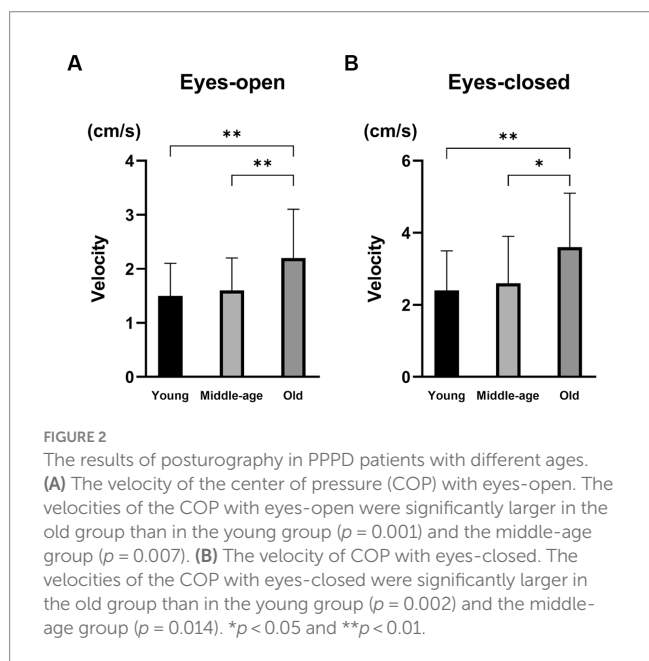 A
Eyes-open
(cm/s)
**
**
4
3
2
1
0
Velocity
Young Middle-age Old
B
Eyes-closed
(cm/s)
**
*
6
4
2
0
Velocity
Young Middle-age Old
FIGURE 2
The results of posturography in PPPD patients with different ages.
(A) The velocity of the center of pressure (COP) with eyes-open. The
velocities of the COP with eyes-open were significantly larger in the
old group than in the young group (p = 0.001) and the middle-age
group (p = 0.007). (B) The velocity of COP with eyes-closed. The
velocities of the COP with eyes-closed were significantly larger in
the old group than in the young group (p = 0.002) and the middle-
age group (p = 0.014). *p < 0.05 and **p < 0.01.